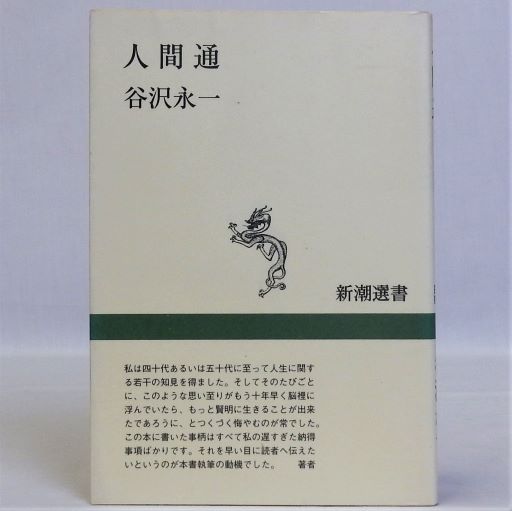 人間通
谷沢永一
新潮選書
私は四十代あるいは五十代に至って人生に関す
る若干の知見を得ました。そしてそのたびごと
に、このような思い至りがもう十年早く脳裡に
浮んでいたら、もっと賢明に生きることが出来
たであろうに、とつくづく悔やむのが常でした。
この本に書いた事柄はすべて私の遅すぎた納得
事項ばかりです。それを早い目に読者へ伝えた
いというのが本書執筆の動機でした。　著者